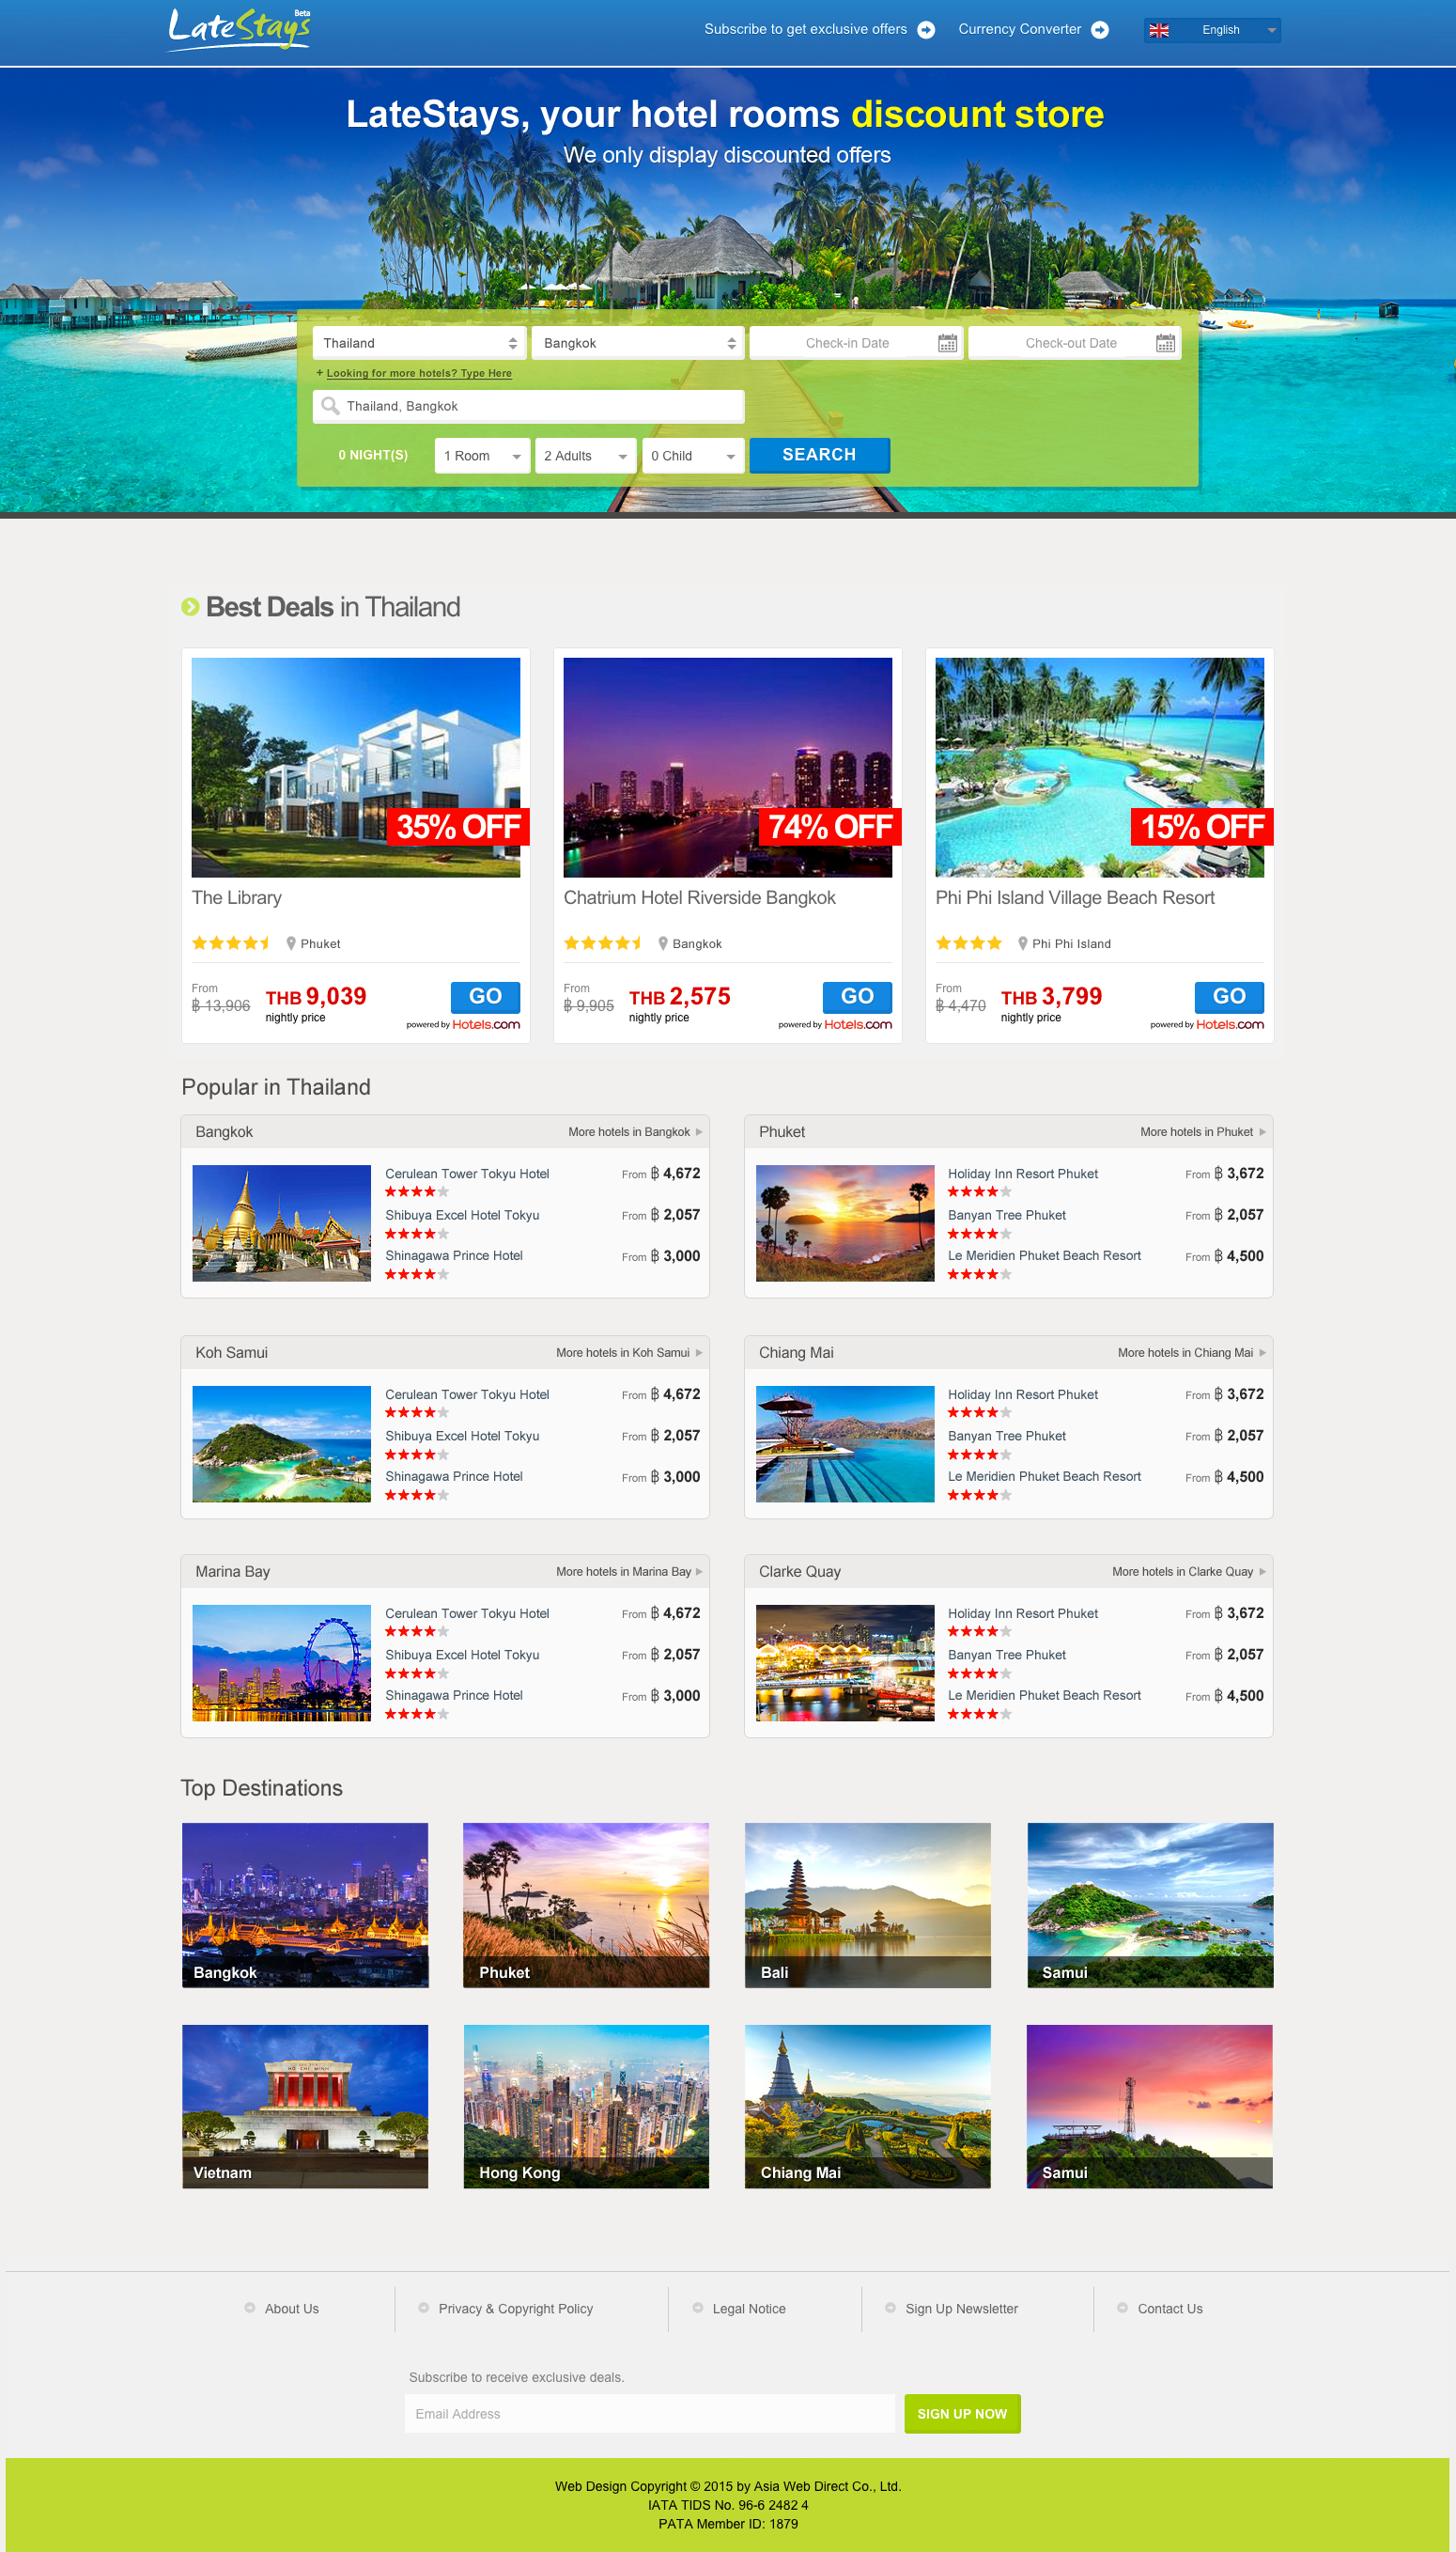 LateStays Beta
Subscribe to get exclusive offers
Currency Converter
English
LateStays, your hotel rooms discount store
We only display discounted offers
Thailand
Bangkok
Check-in Date
Check-out Date
+ Looking for more hotels? Type Here
Thailand, Bangkok
0 NIGHT(S)
1 Room
2 Adults
0 Child
SEARCH
Best Deals in Thailand
35% OFF
The Library
Phuket
From
฿ 13,906
THB 9,039
nightly price
GO
powered by Hotels.com
74% OFF
Chatrium Hotel Riverside Bangkok
Bangkok
From
฿ 9,905
THB 2,575
nightly price
GO
powered by Hotels.com
15% OFF
Phi Phi Island Village Beach Resort
Phi Phi Island
From
฿ 4,470
THB 3,799
nightly price
GO
powered by Hotels.com
Popular in Thailand
Bangkok
More hotels in Bangkok
Cerulean Tower Tokyu Hotel
From ฿ 4,672
Shibuya Excel Hotel Tokyu
From ฿ 2,057
Shinagawa Prince Hotel
From ฿ 3,000
Phuket
More hotels in Phuket
Holiday Inn Resort Phuket
From ฿ 3,672
Banyan Tree Phuket
From ฿ 2,057
Le Meridien Phuket Beach Resort
From ฿ 4,500
Koh Samui
More hotels in Koh Samui
Cerulean Tower Tokyu Hotel
From ฿ 4,672
Shibuya Excel Hotel Tokyu
From ฿ 2,057
Shinagawa Prince Hotel
From ฿ 3,000
Chiang Mai
More hotels in Chiang Mai
Holiday Inn Resort Phuket
From ฿ 3,672
Banyan Tree Phuket
From ฿ 2,057
Le Meridien Phuket Beach Resort
From ฿ 4,500
Marina Bay
More hotels in Marina Bay
Cerulean Tower Tokyu Hotel
From ฿ 4,672
Shibuya Excel Hotel Tokyu
From ฿ 2,057
Shinagawa Prince Hotel
From ฿ 3,000
Clarke Quay
More hotels in Clarke Quay
Holiday Inn Resort Phuket
From ฿ 3,672
Banyan Tree Phuket
From ฿ 2,057
Le Meridien Phuket Beach Resort
From ฿ 4,500
Top Destinations
Bangkok
Phuket
Bali
Samui
Vietnam
Hong Kong
Chiang Mai
Samui
About Us
Privacy & Copyright Policy
Legal Notice
Sign Up Newsletter
Contact Us
Subscribe to receive exclusive deals.
Email Address
SIGN UP NOW
Web Design Copyright © 2015 by Asia Web Direct Co., Ltd.
IATA TIDS No. 96-6 2482 4
PATA Member ID: 1879